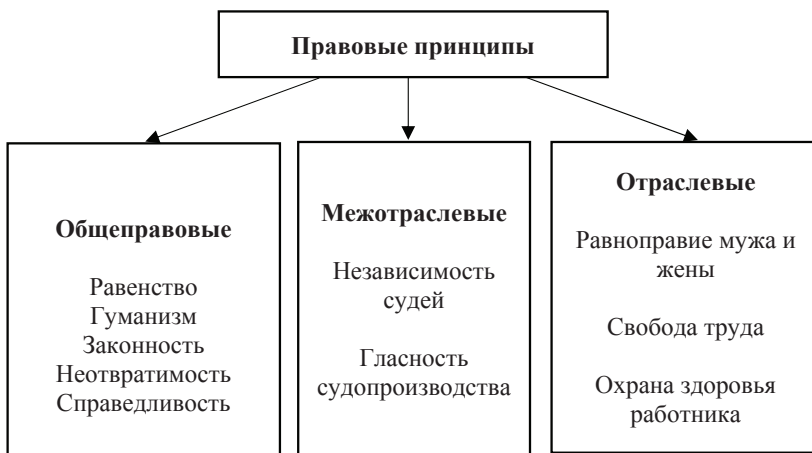 Правовые принципы
Общеправовые
Равенство
Гуманизм
Законность
Неотвратимость
Справедливость
Межотраслевые
Независимость
судей
Гласность
судопроизводства
Отраслевые
Равноправие мужа и
жены
Свобода труда
Охрана здоровья
работника